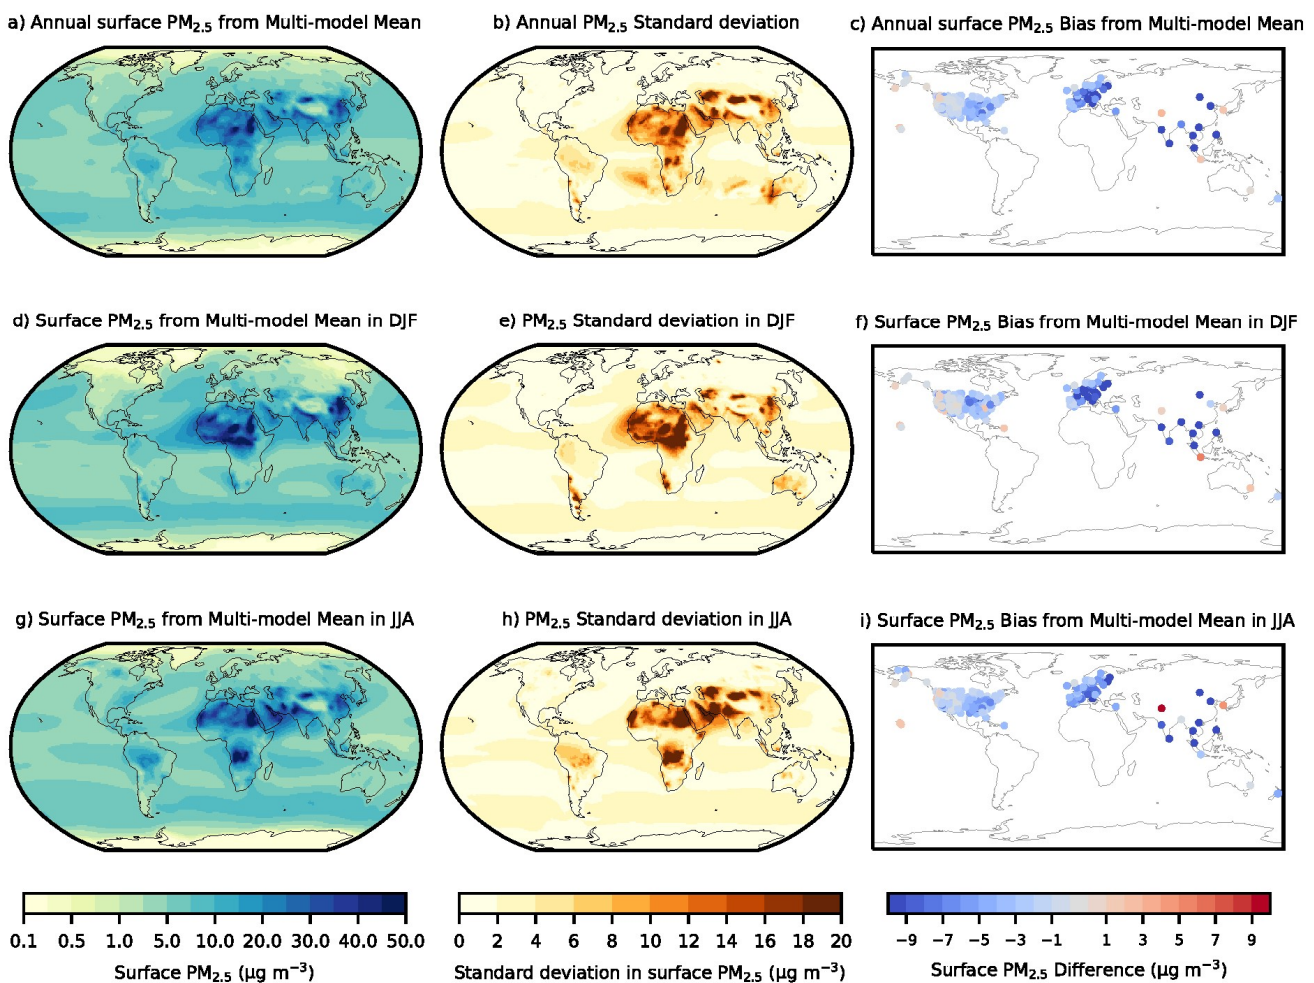 a) Annual surface PM2.5 from Multi-model Mean
b) Annual PM2.5 Standard deviation
c) Annual surface PM2.5 Bias from Multi-model Mean
d) Surface PM2.5 from Multi-model Mean in DJF
e) PM2.5 Standard deviation in DJF
f) Surface PM2.5 Bias from Multi-model Mean in DJF
g) Surface PM2.5 from Multi-model Mean in JJA
h) PM2.5 Standard deviation in JJA
i) Surface PM2.5 Bias from Multi-model Mean in JJA
0.1 0.5 1.0 5.0 10.0 20.0 30.0 40.0 50.0
Surface PM2.5 (µg m−3)
0 2 4 6 8 10 12 14 16 18 20
Standard deviation in surface PM2.5 (µg m−3)
−9 −7 −5 −3 −1 1 3 5 7 9
Surface PM2.5 Difference (µg m−3)